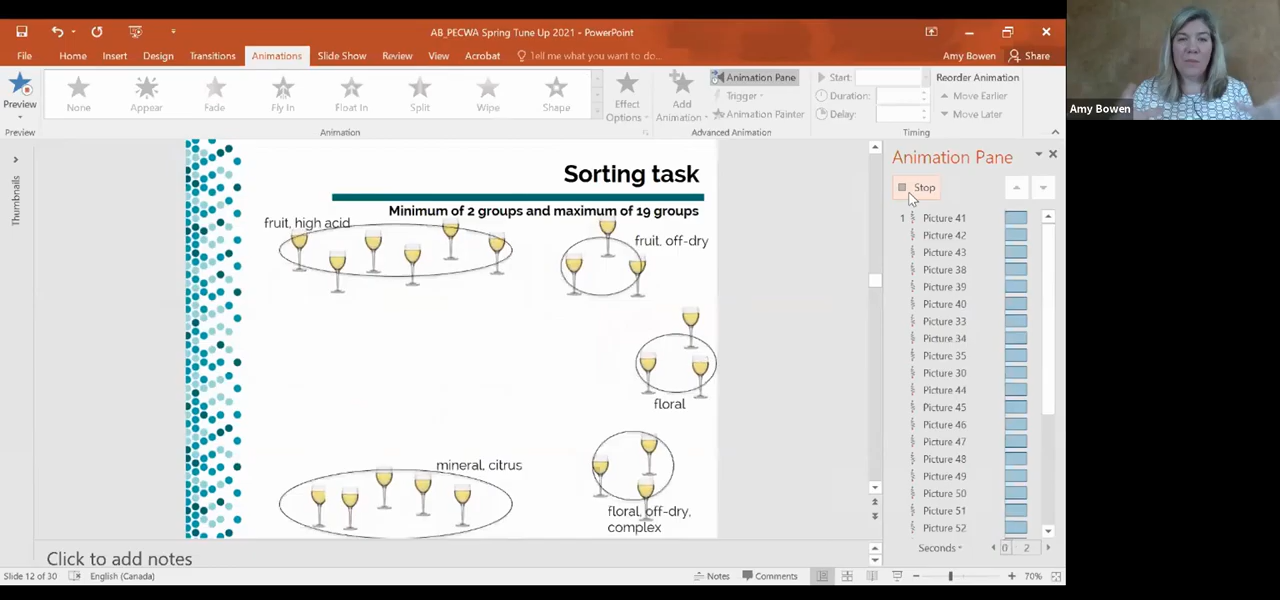 AB_PECWA Spring Tune Up 2021 - PowerPoint
File Home Insert Design Transitions Animations Slide Show Review View Acrobat Tell me what you want to do... Amy Bowen Share
Preview
None Appear Fade Fly In Float In Split Wipe Shape
Effect Options
Add Animation
Animation Pane
Trigger
Animation Painter
Start:
Duration:
Delay:
Reorder Animation
Move Earlier
Move Later
Preview Animation Advanced Animation Timing
Amy Bowen
Thumbnails
Sorting task
Minimum of 2 groups and maximum of 19 groups
fruit, high acid
fruit, off-dry
floral
mineral, citrus
floral, off-dry,
complex
Animation Pane
Stop
1 Picture 41
Picture 42
Picture 43
Picture 38
Picture 39
Picture 40
Picture 33
Picture 34
Picture 35
Picture 30
Picture 44
Picture 45
Picture 46
Picture 47
Picture 48
Picture 49
Picture 50
Picture 51
Picture 52
Seconds 0 2
Click to add notes
Slide 12 of 30 English (Canada) Notes Comments 70%